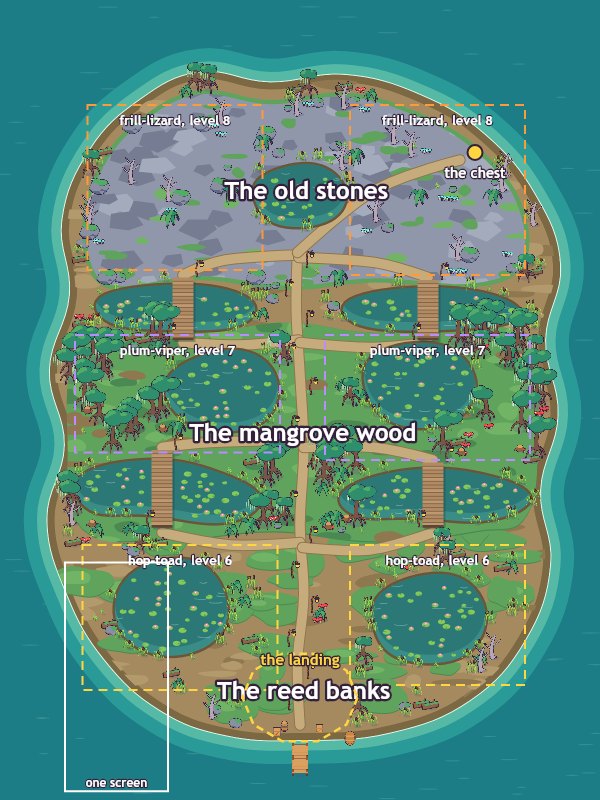 frill-lizard, level 8
frill-lizard, level 8
the chest
The old stones
plum-viper, level 7
plum-viper, level 7
The mangrove wood
hop-toad, level 6
hop-toad, level 6
the landing
The reed banks
one screen